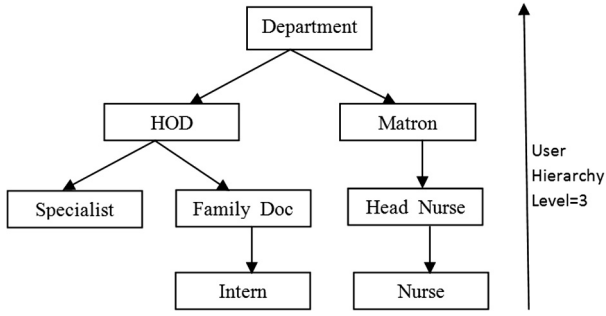 Department
HOD
Matron
User
Hierarchy
Level=3
Specialist
Family Doc
Head Nurse
Intern
Nurse